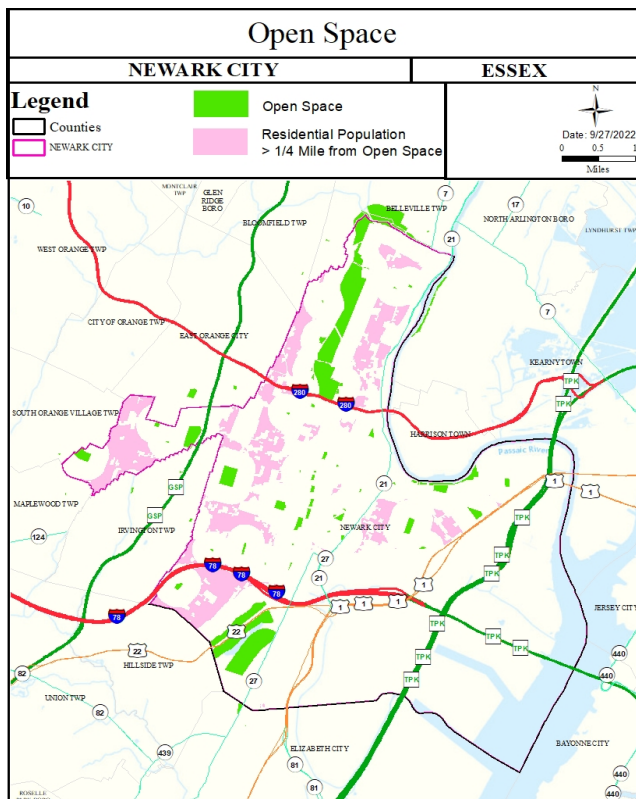 Open Space
NEWARK CITY
ESSEX
Legend
Counties
NEWARK CITY
Open Space
Residential Population
> 1/4 Mile from Open Space
N
Date: 9/27/2022
0 0.5 1
Miles
MONTCLAIR
TWP
GLEN
RIDGE
BORO
BELLEVILLE TWP
7
17
10
BLOOMFIELD TWP
NORTH ARLINGTON BORO
21
LYNDHURST TWP
WEST ORANGE TWP
7
CITY OF ORANGE TWP
EAST ORANGE CITY
KEARNY TOWN
TPK
280
TPK
280
SOUTH ORANGE VILLAGE TWP
HARRISON TOWN
Passaic River
21
1
GSP
1
MAPLEWOOD TWP
GSP
TPK
IRVINGTON TWP
NEWARK CITY
124
TPK
27
78
TPK
78
21
1
78
1
1
1
JERSEY CITY
78
TPK
22
TPK
22
TPK
440
HILLSIDE TWP
TPK
82
27
TPK
440
UNION TWP
82
BAYONNE CITY
439
ELIZABETH CITY
81
440
81
440
ROSELLE